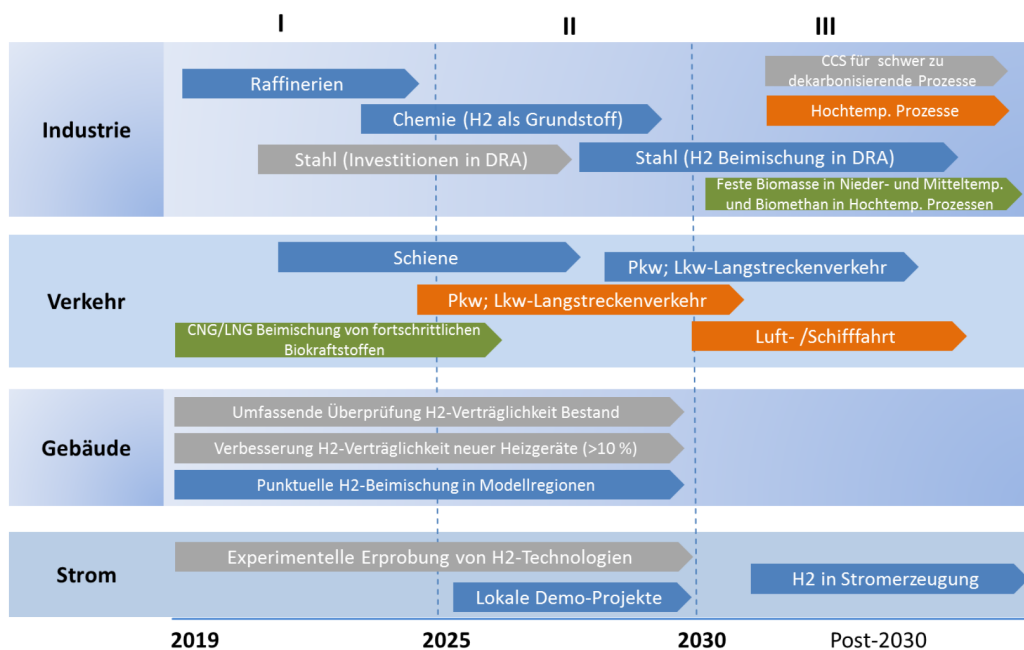 I
II
III
Industrie
Raffinerien
CCS für schwer zu
dekarbonisierende Prozesse
Hochtemp. Prozesse
Chemie (H2 als Grundstoff)
Stahl (Investitionen in DRA)
Stahl (H2 Beimischung in DRA)
Feste Biomasse in Nieder- und Mitteltemp.
und Biomethan in Hochtemp. Prozessen
Verkehr
Schiene
Pkw; Lkw-Langstreckenverkehr
Pkw; Lkw-Langstreckenverkehr
CNG/LNG Beimischung von fortschrittlichen
Biokraftstoffen
Luft- /Schifffahrt
Gebäude
Umfassende Überprüfung H2-Verträglichkeit Bestand
Verbesserung H2-Verträglichkeit neuer Heizgeräte (>10 %)
Punktuelle H2-Beimischung in Modellregionen
Strom
Experimentelle Erprobung von H2-Technologien
Lokale Demo-Projekte
H2 in Stromerzeugung
2019
2025
2030
Post-2030